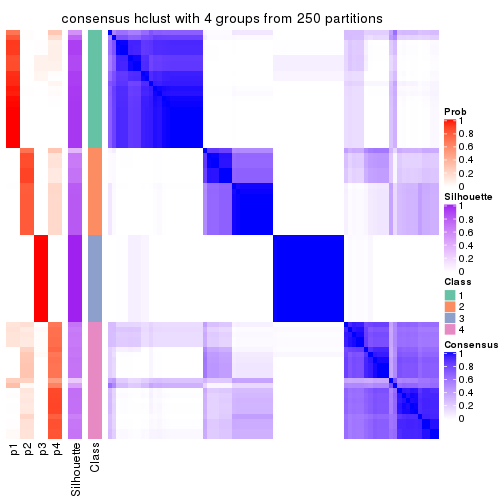 consensus hclust with 4 groups from 250 partitions
Prob
1
0.8
0.6
0.4
0.2
0
Silhouette
1
0.8
0.6
0.4
0.2
0
Class
1
2
3
4
Consensus
1
0.8
0.6
0.4
0.2
0
p1
p2
p3
p4
Silhouette
Class